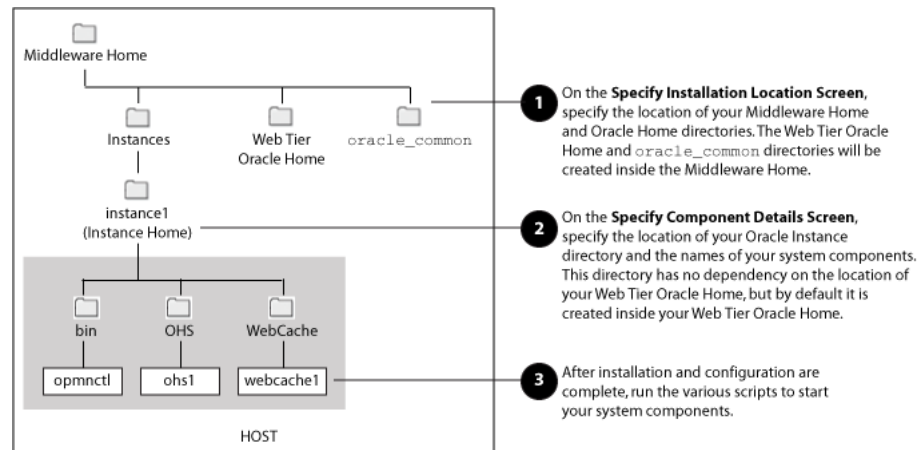 Middleware Home
Instances
Web Tier
Oracle Home
oracle_common
instance1
(Instance Home)
bin
OHS
WebCache
opmnctl
ohs1
webcache1
HOST
1
On the Specify Installation Location Screen,
specify the location of your Middleware Home
and Oracle Home directories. The Web Tier Oracle
Home and oracle_common directories will be
created inside the Middleware Home.
2
On the Specify Component Details Screen,
specify the location of your Oracle Instance
directory and the names of your system components.
This directory has no dependency on the location of
your Web Tier Oracle Home, but by default it is
created inside your Web Tier Oracle Home.
3
After installation and configuration are
complete, run the various scripts to start
your system components.